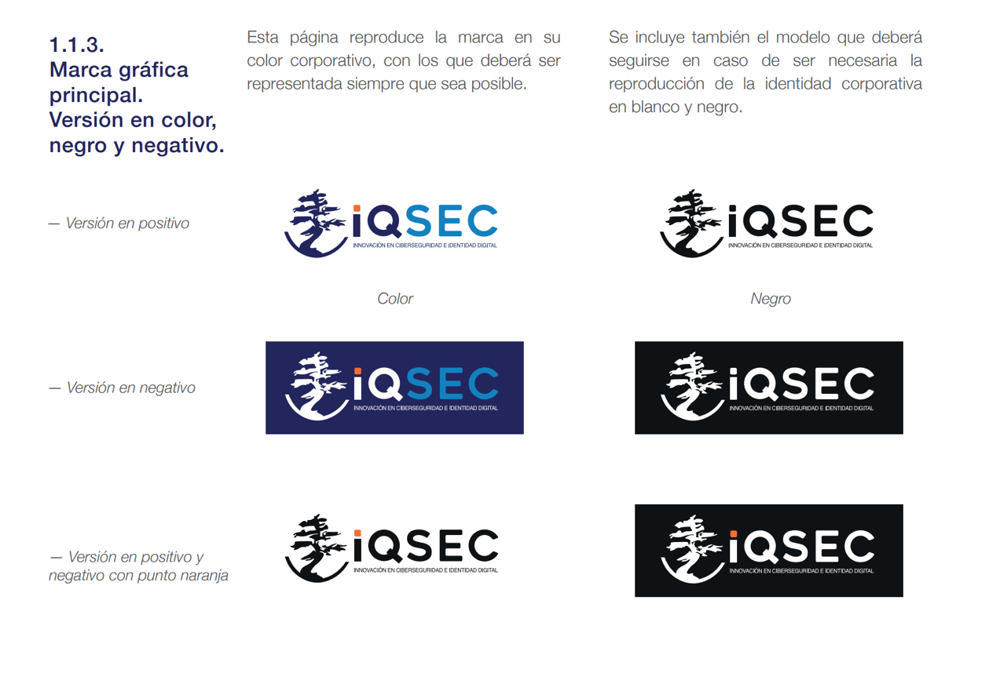 1.1.3.
Marca gráfica
principal.
Versión en color,
negro y negativo.
Esta página reproduce la marca en su
color corporativo, con los que deberá ser
representada siempre que sea posible.
Se incluye también el modelo que deberá
seguirse en caso de ser necesaria la
reproducción de la identidad corporativa
en blanco y negro.
— Versión en positivo
iQSEC
INNOVACIÓN EN CIBERSEGURIDAD E IDENTIDAD DIGITAL
Color
iQSEC
INNOVACIÓN EN CIBERSEGURIDAD E IDENTIDAD DIGITAL
Negro
— Versión en negativo
iQSEC
INNOVACIÓN EN CIBERSEGURIDAD E IDENTIDAD DIGITAL
iQSEC
INNOVACIÓN EN CIBERSEGURIDAD E IDENTIDAD DIGITAL
— Versión en positivo y
negativo con punto naranja
iQSEC
INNOVACIÓN EN CIBERSEGURIDAD E IDENTIDAD DIGITAL
iQSEC
INNOVACIÓN EN CIBERSEGURIDAD E IDENTIDAD DIGITAL